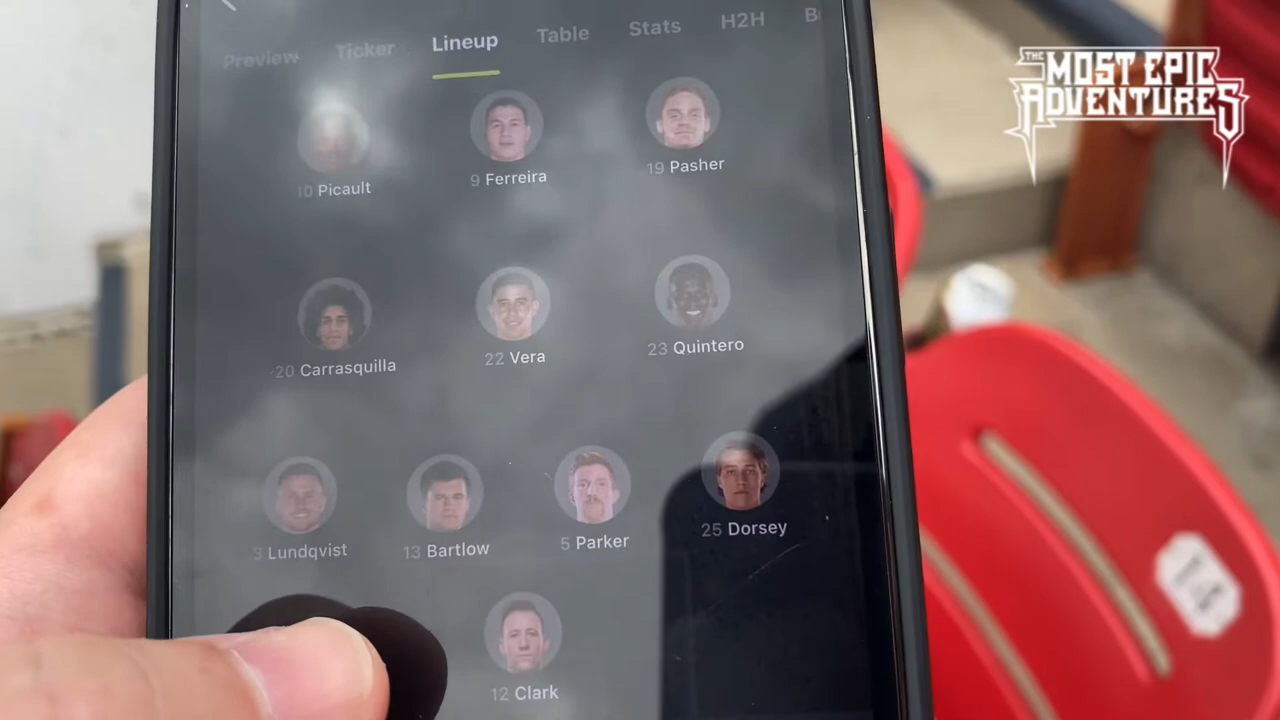 Preview Ticker Lineup Table Stats H2H B
THE
MOST EPIC
ADVENTURES
10 Picault
9 Ferreira
19 Pasher
20 Carrasquilla
22 Vera
23 Quintero
3 Lundqvist
13 Bartlow
5 Parker
25 Dorsey
12 Clark
14